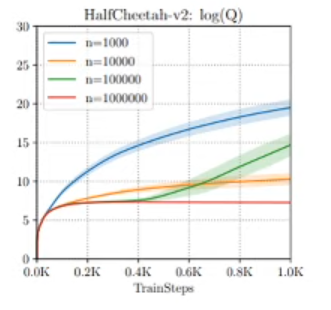 HalfCheetah-v2: log(Q)
30
25
20
15
10
5
0
n=1000
n=10000
n=100000
n=1000000
0.0K 0.2K 0.4K 0.6K 0.8K 1.0K
TrainSteps